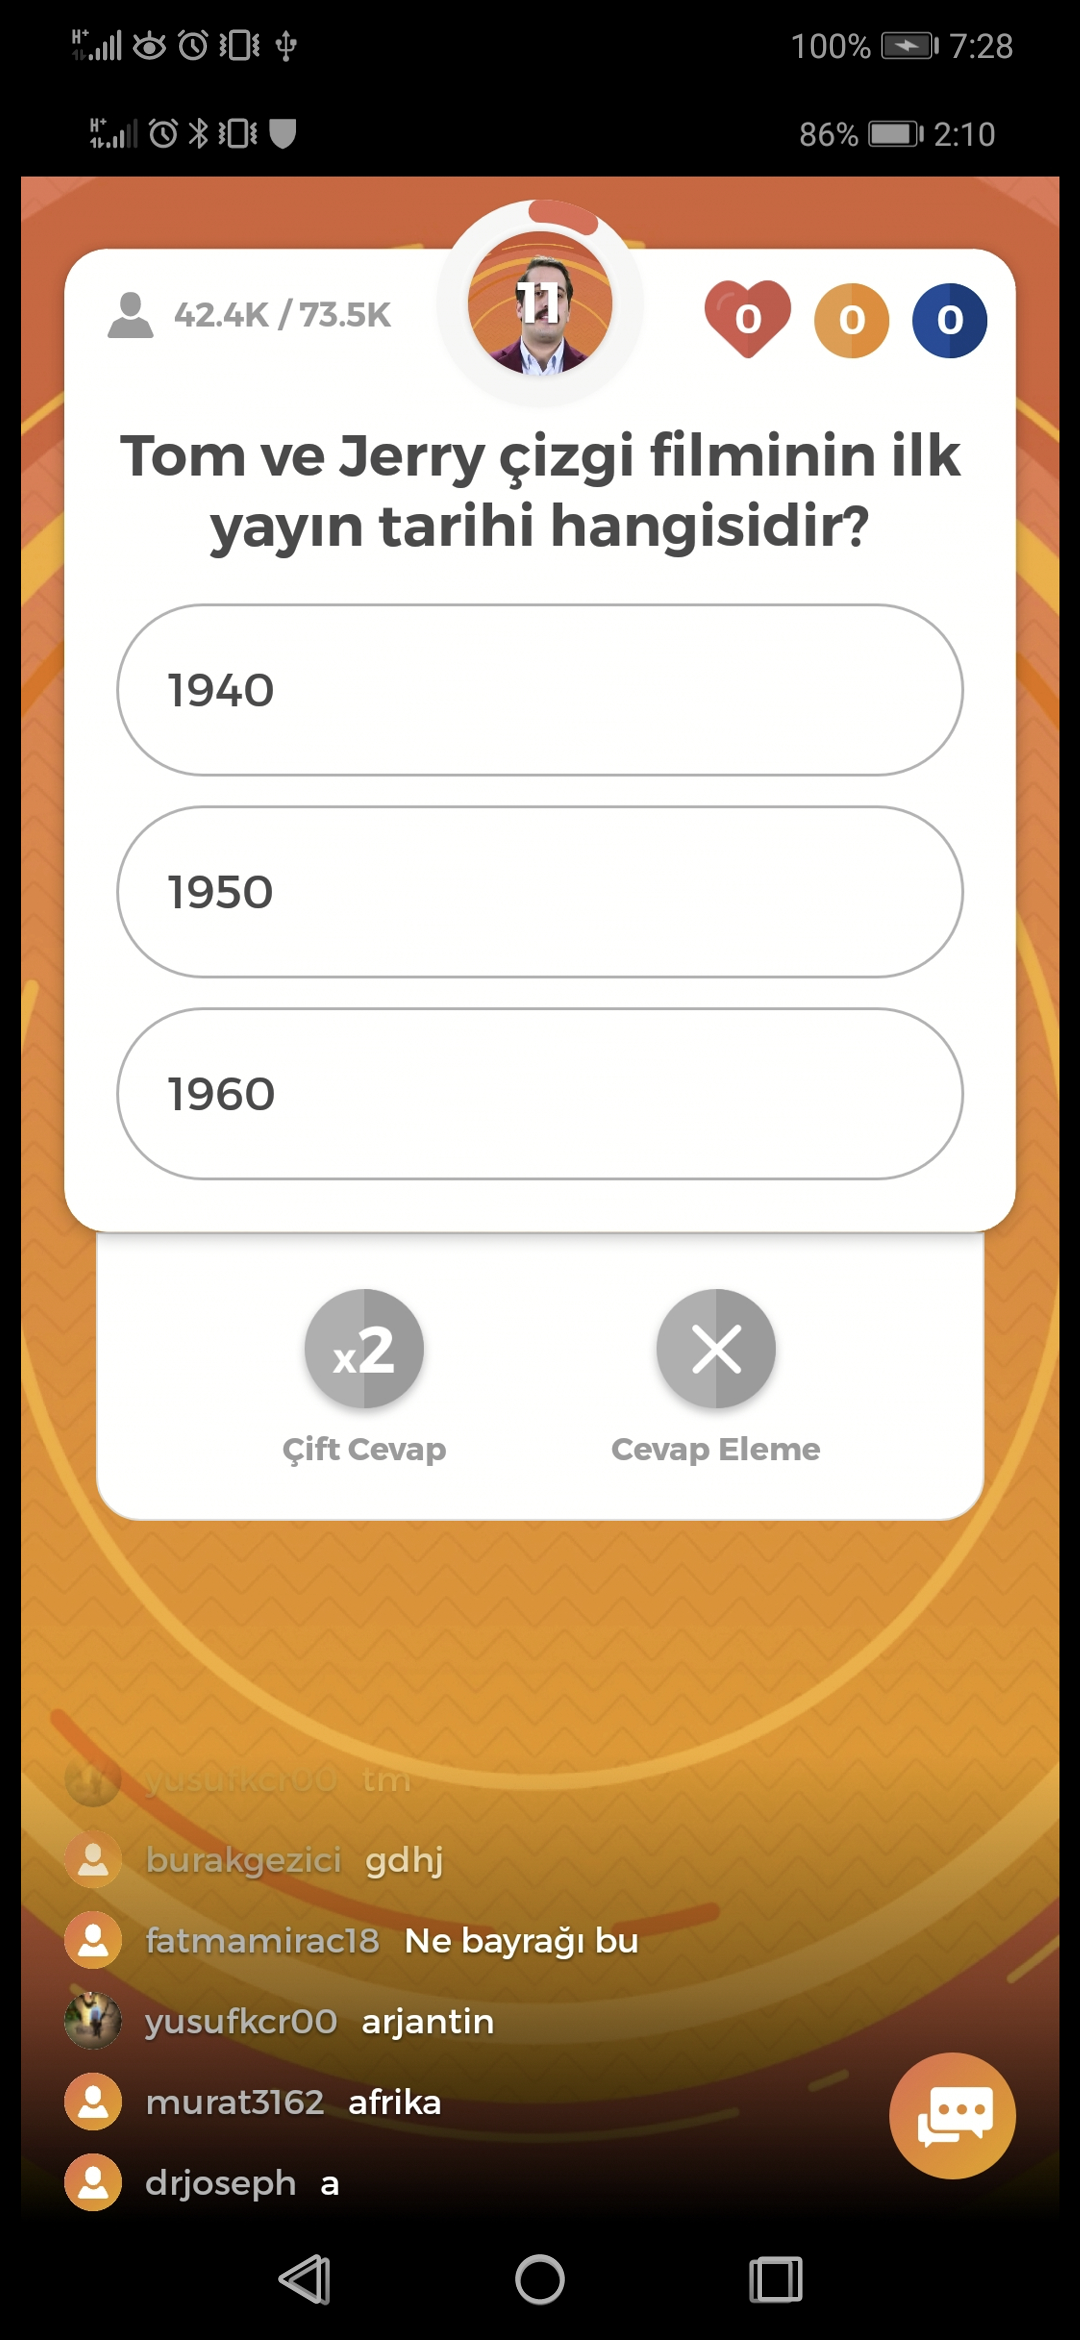 H+ 100% 7:28
H+ 86% 2:10
42.4K / 73.5K 11 0 0 0
Tom ve Jerry çizgi filminin ilk
yayın tarihi hangisidir?
1940
1950
1960
x2
Çift Cevap Cevap Eleme
yusufkcr00 tm
burakgezici gdhj
fatmamirac18 Ne bayrağı bu
yusufkcr00 arjantin
murat3162 afrika
drjoseph a